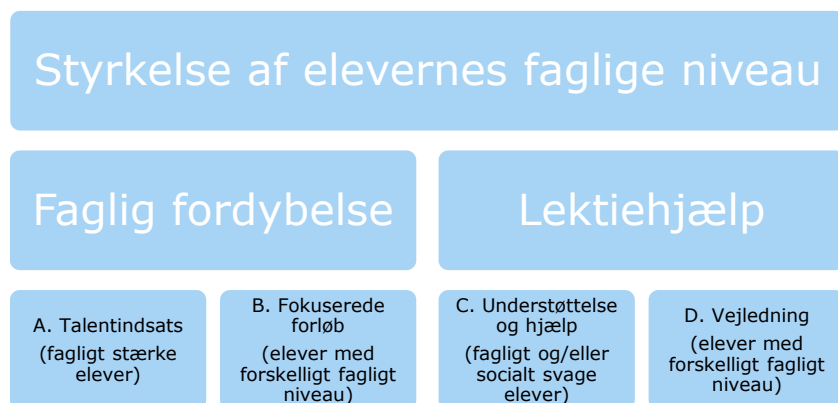 Styrkelse af elevernes faglige niveau
Faglig fordybelse
Lektiehjælp
A. Talentindsats
(fagligt stærke
elever)
B. Fokuserede
forløb
(elever med
forskelligt fagligt
niveau)
C. Understøttelse
og hjælp
(fagligt og/eller
socialt svage
elever)
D. Vejledning
(elever med
forskelligt fagligt
niveau)